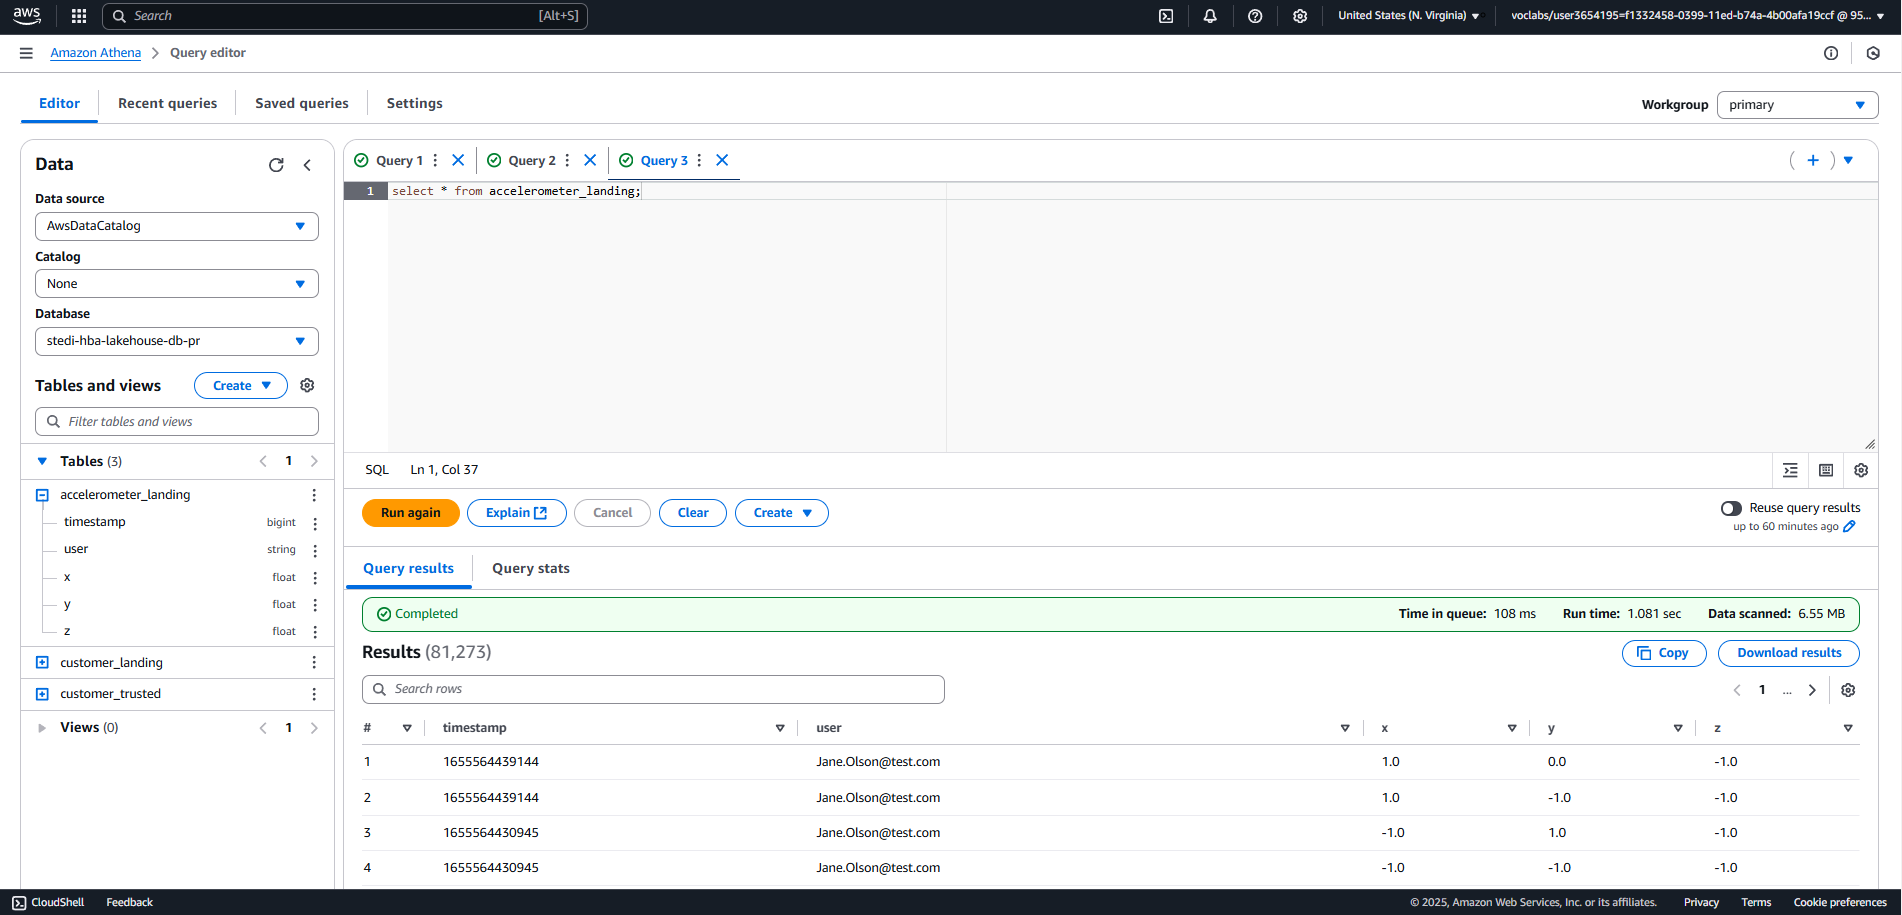 aws
Search [Alt+S]
United States (N. Virginia)
voclabs/user3654195=f1332458-0399-11ed-b74a-4b00afa19ccf @ 95...
Amazon Athena > Query editor
Editor Recent queries Saved queries Settings
Workgroup primary
Data
Data source
AwsDataCatalog
Catalog
None
Database
stedi-hba-lakehouse-db-pr
Tables and views Create
Filter tables and views
Tables (3) 1
accelerometer_landing
timestamp bigint
user string
x float
y float
z float
customer_landing
customer_trusted
Views (0) 1
Query 1 Query 2 Query 3
1 select * from accelerometer_landing;
SQL Ln 1, Col 37
Run again Explain Cancel Clear Create
Reuse query results
up to 60 minutes ago
Query results Query stats
Completed Time in queue: 108 ms Run time: 1.081 sec Data scanned: 6.55 MB
Results (81,273) Copy Download results
Search rows 1 ...
# timestamp user x y z
1 1655564439144 Jane.Olson@test.com 1.0 0.0 -1.0
2 1655564439144 Jane.Olson@test.com 1.0 -1.0 -1.0
3 1655564430945 Jane.Olson@test.com -1.0 1.0 -1.0
4 1655564430945 Jane.Olson@test.com -1.0 -1.0 -1.0
CloudShell Feedback © 2025, Amazon Web Services, Inc. or its affiliates. Privacy Terms Cookie preferences